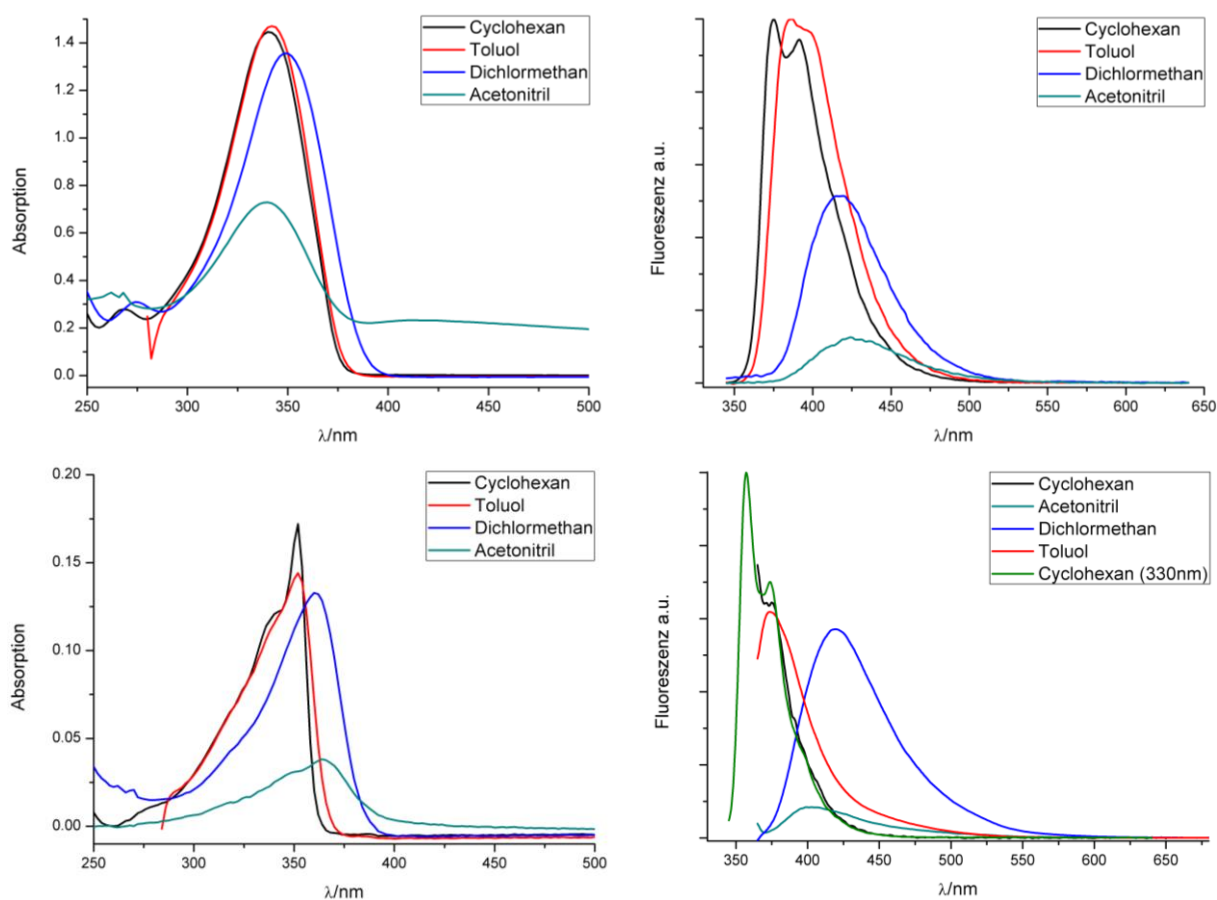 Absorption
1.4
1.2
1.0
0.8
0.6
0.4
0.2
0.0
250 300 350 400 450 500
λ/nm
Cyclohexan
Toluol
Dichlormethan
Acetonitril
Fluoreszenz a.u.
350 400 450 500 550 600 650
λ/nm
Cyclohexan
Toluol
Dichlormethan
Acetonitril
Absorption
0.20
0.15
0.10
0.05
0.00
250 300 350 400 450 500
λ/nm
Cyclohexan
Toluol
Dichlormethan
Acetonitril
Fluoreszenz a.u.
350 400 450 500 550 600 650
λ/nm
Cyclohexan
Acetonitril
Dichlormethan
Toluol
Cyclohexan (330nm)